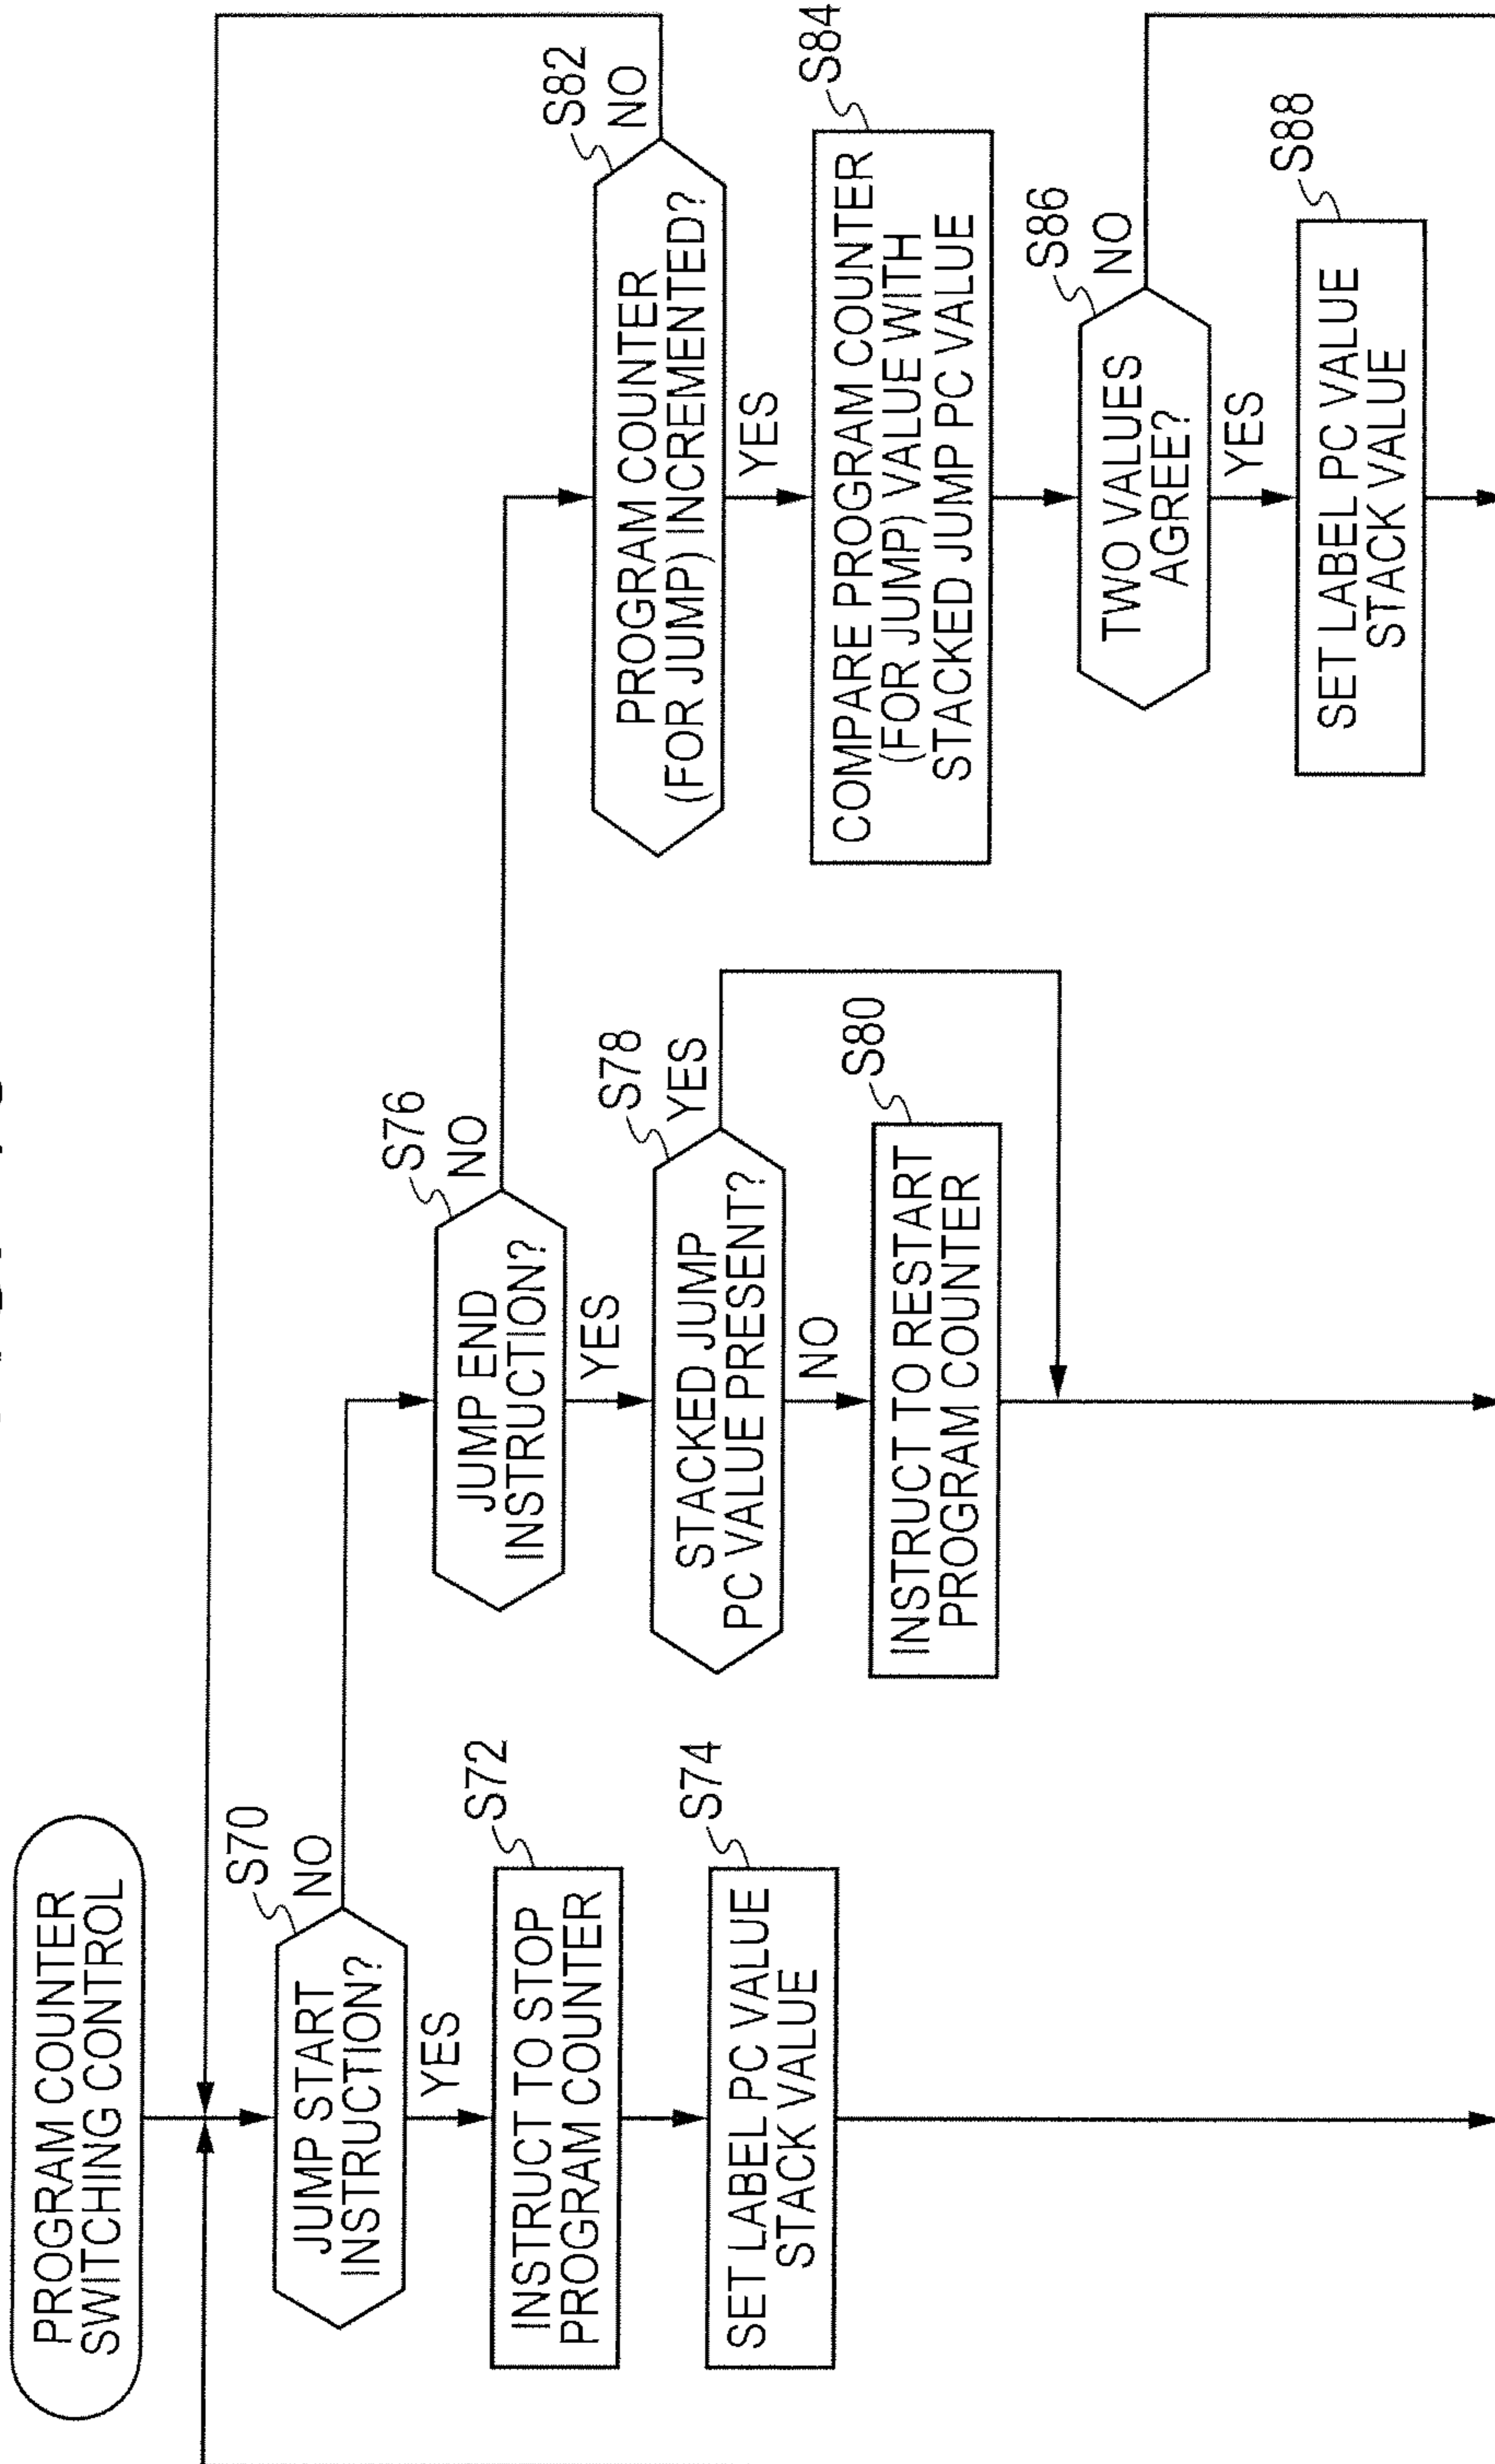 PROGRAM COUNTER
SWITCHING CONTROL
S70
JUMP START
INSTRUCTION?
NO
YES
S72
INSTRUCT TO STOP
PROGRAM COUNTER
S74
SET LABEL PC VALUE
STACK VALUE
S76
JUMP END
INSTRUCTION?
NO
YES
S78
STACKED JUMP
PC VALUE PRESENT?
YES
NO
S80
INSTRUCT TO RESTART
PROGRAM COUNTER
S82
PROGRAM COUNTER
(FOR JUMP) INCREMENTED?
NO
YES
S84
COMPARE PROGRAM COUNTER
(FOR JUMP) VALUE WITH
STACKED JUMP PC VALUE
S86
TWO VALUES
AGREE?
NO
YES
S88
SET LABEL PC VALUE
STACK VALUE